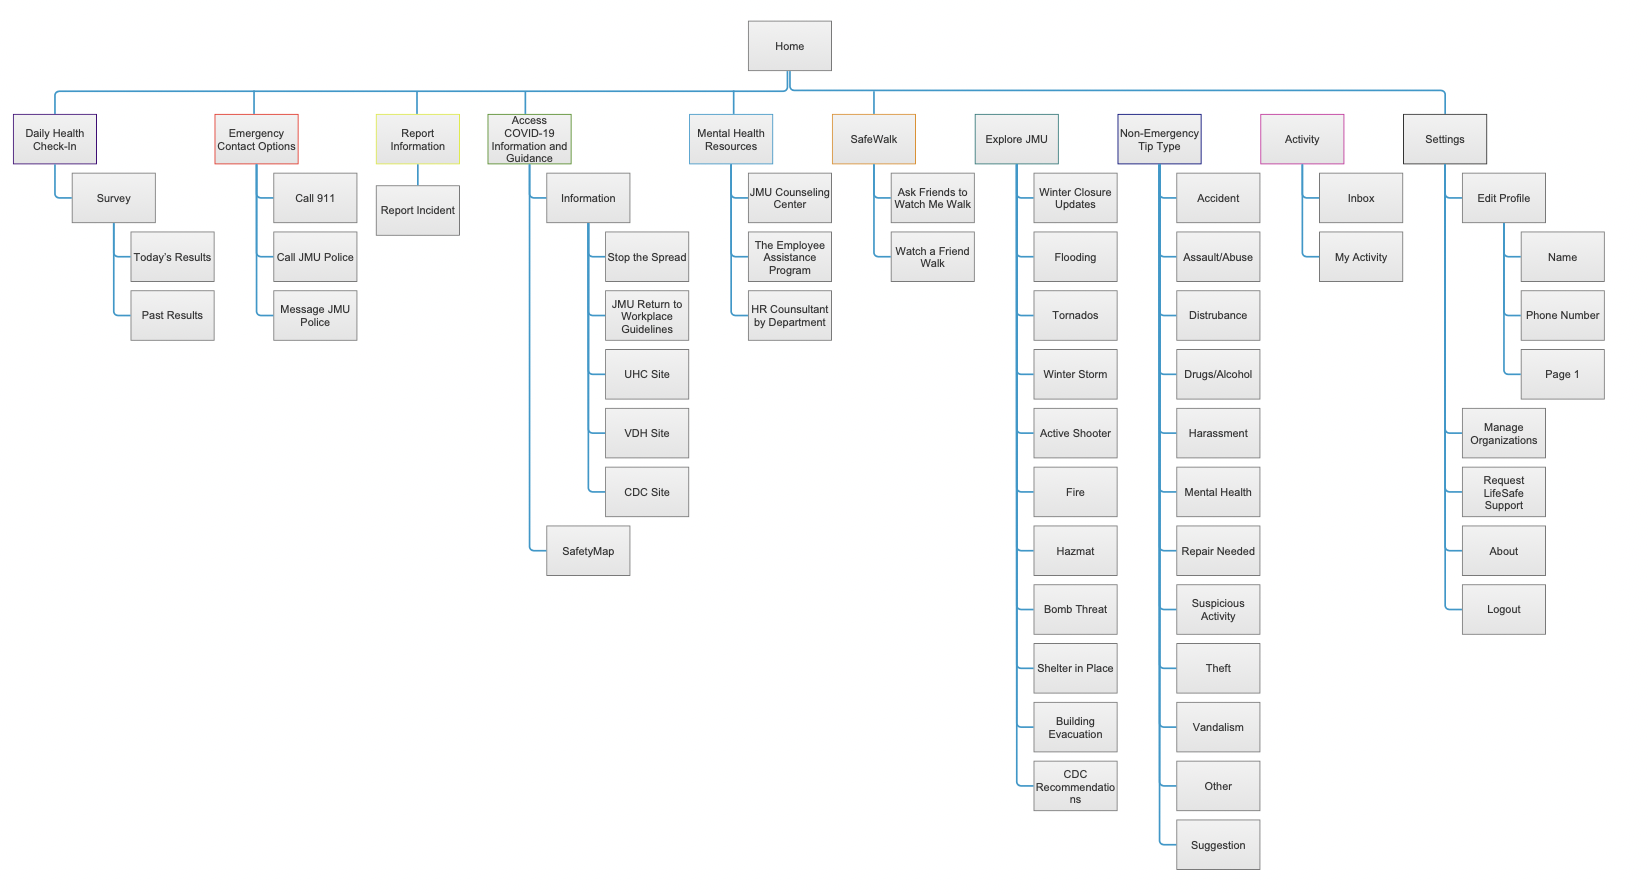 Home
Daily Health
Check-In
Emergency
Contact Options
Report
Information
Access
COVID-19
Information and
Guidance
Mental Health
Resources
SafeWalk
Explore JMU
Non-Emergency
Tip Type
Activity
Settings
Survey
Today's Results
Past Results
Call 911
Call JMU Police
Message JMU
Police
Report Incident
Information
Stop the Spread
JMU Return to
Workplace
Guidelines
UHC Site
VDH Site
CDC Site
SafetyMap
JMU Counseling
Center
The Employee
Assistance
Program
HR Counsultant
by Department
Ask Friends to
Watch Me Walk
Watch a Friend
Walk
Winter Closure
Updates
Flooding
Tornados
Winter Storm
Active Shooter
Fire
Hazmat
Bomb Threat
Shelter in Place
Building
Evacuation
CDC
Recommendatio
ns
Accident
Assault/Abuse
Distrubance
Drugs/Alcohol
Harassment
Mental Health
Repair Needed
Suspicious
Activity
Theft
Vandalism
Other
Suggestion
Inbox
My Activity
Edit Profile
Name
Phone Number
Page 1
Manage
Organizations
Request
LifeSafe
Support
About
Logout